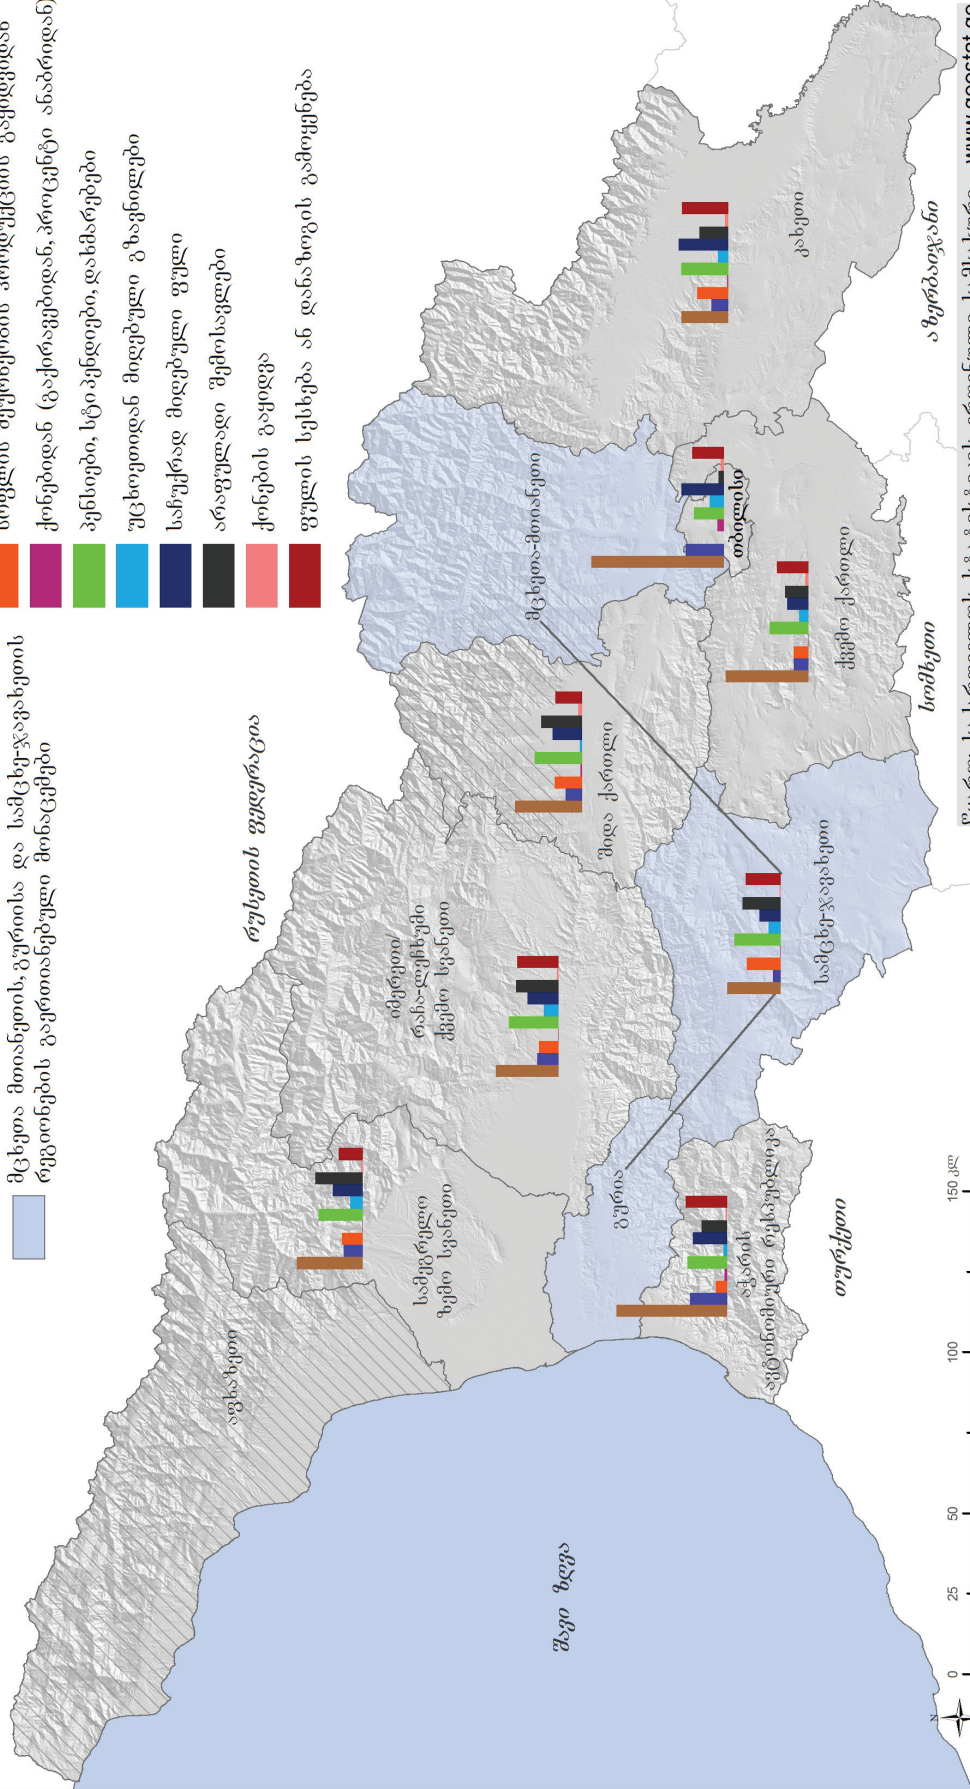 მცხეთა მთიანეთის, გურიისა და სამცხე-ჯავახეთის
რეგიონების გაერთიანებული მონაცემები
ქონებიდან (გაქირავებიდან, პროცენტი ანაბრიდან)
პენსიები, სტიპენდიები, დახმარებები
უცხოეთიდან მიღებული გზავნილები
საჩუქრად მიღებული ფული
არაფულადი შემოსავლები
ქონების გაყიდვა
ფულის სესხება ან დანაზოგის გამოყენება
რუსეთის ფედერაცია
აფხაზეთი
სამეგრელო
ზემო სვანეთი
იმერეთი/
რაჭა-ლეჩხუმი
ქვემო სვანეთი
შიდა ქართლი
მცხეთა-მთიანეთი
კახეთი
თბილისი
ქვემო ქართლი
სამცხე-ჯავახეთი
გურია
აჭარის
ავტონომიური რესპუბლიკა
შავი ზღვა
თურქეთი
სომხეთი
აზერბაიჯანი
N
0 25 50 100 150 კმ